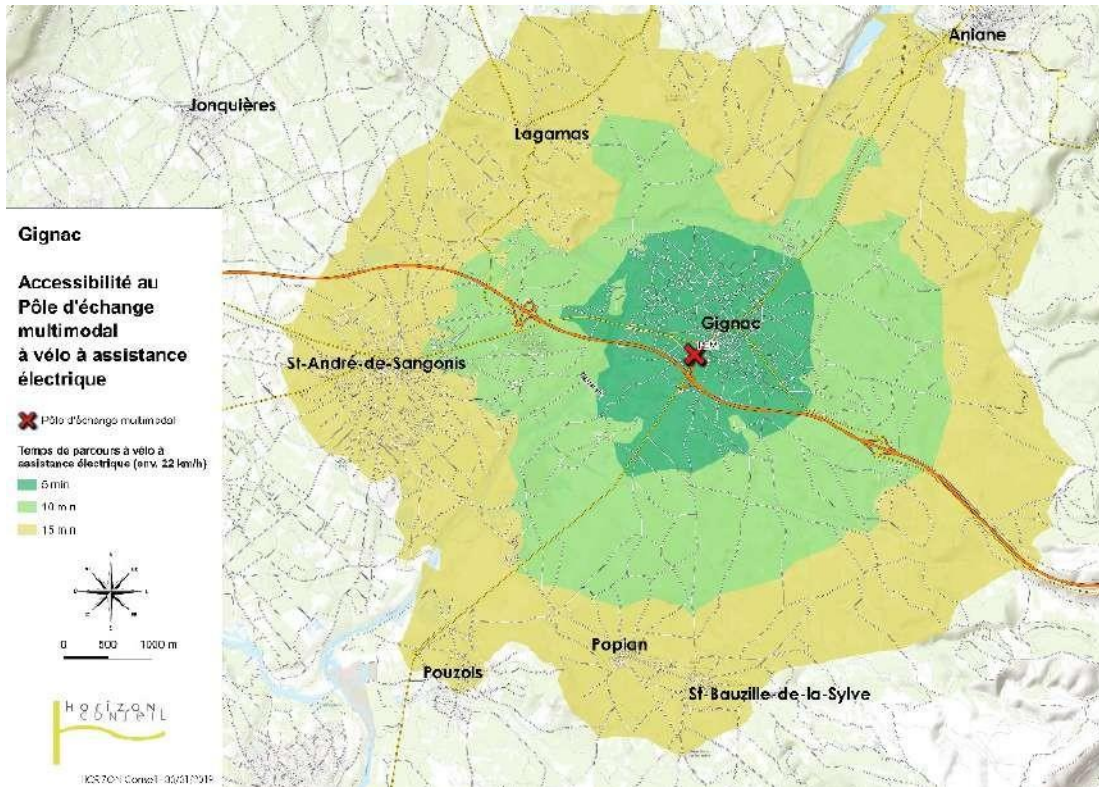 Aniane
Jonquières
Lagamas
Gignac
St-André-de-Sangonis
Popian
Pouzols
St-Bauzille-de-la-Sylve
Gignac
Accessibilité au
Pôle d'échange
multimodal
à vélo à assistance
électrique
Pôle d'échange multimodal
Temps de parcours à vélo à
assistance électrique (env. 22 km/h)
5 min
10 min
15 min
0 500 1000 m
HORIZON
CONSEIL